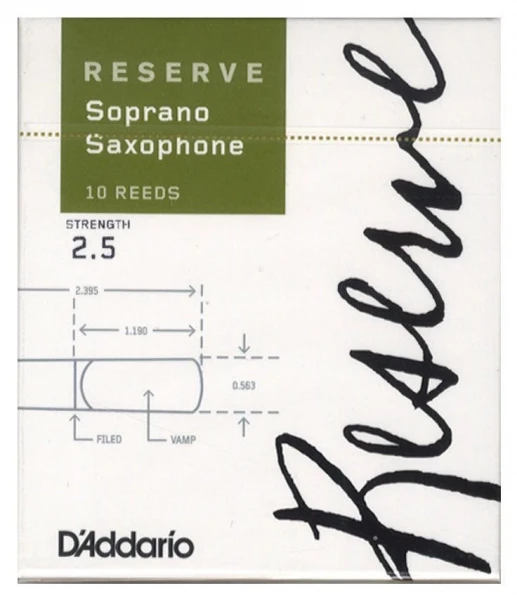 RESERVE
Soprano
Saxophone
10 REEDS
STRENGTH
2.5
2.395
1.190
0.563
FILED
VAMP
Reserve
D'Addario